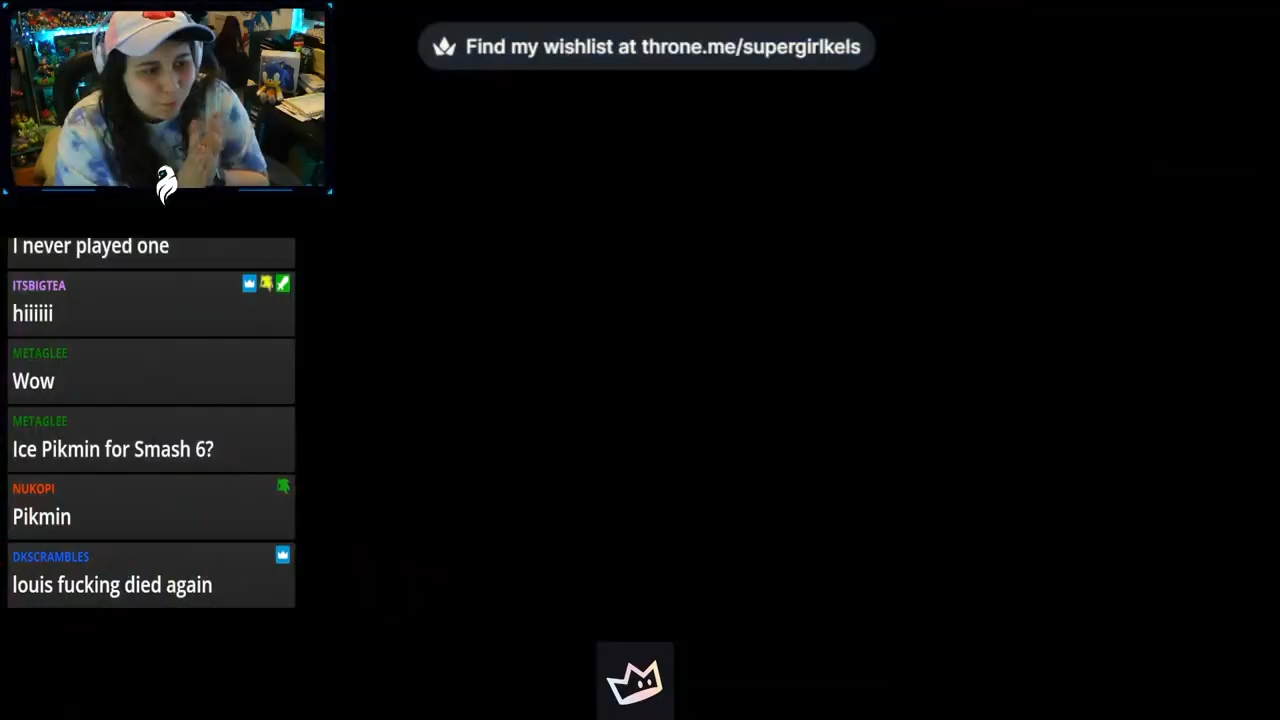 Find my wishlist at throne.me/supergirlkels
I never played one
ITSBIGTEA
hiiiiii
METAGLEE
Wow
METAGLEE
Ice Pikmin for Smash 6?
NUKOPI
Pikmin
DKSCRAMBLES
louis fucking died again